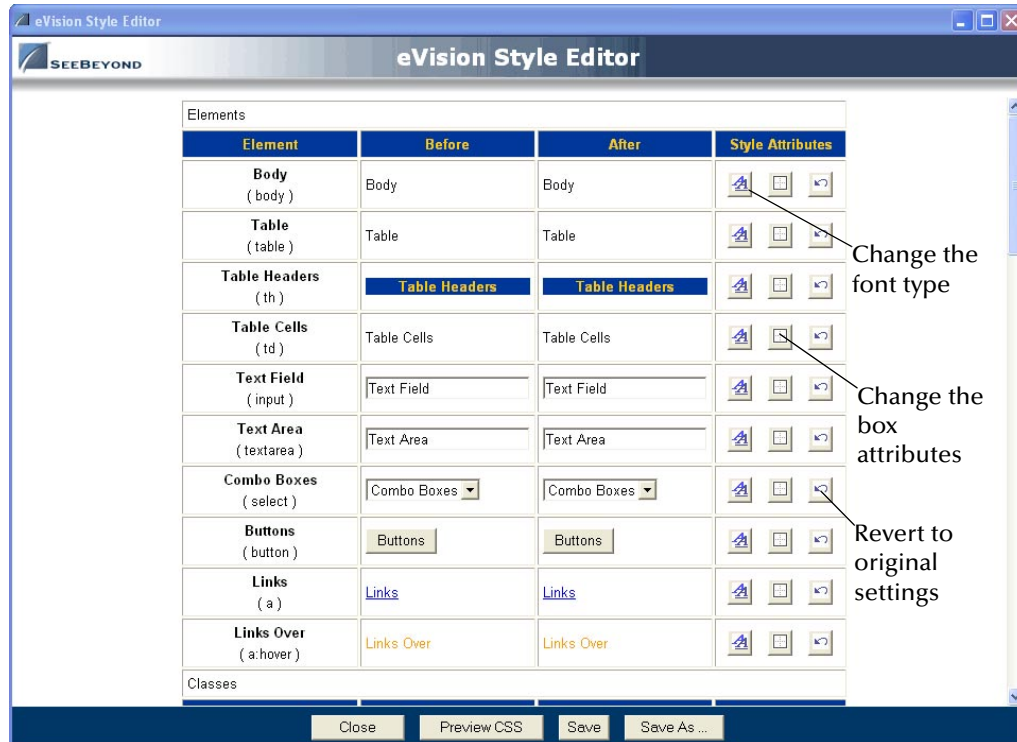 eVision Style Editor
SEEBEYOND
eVision Style Editor
Elements
Element Before After Style Attributes
Body
( body )
Body Body
Table
( table )
Table Table
Change the
font type
Table Headers
( th )
Table Headers Table Headers
Table Cells
( td )
Table Cells Table Cells
Text Field
( input )
Text Field Text Field
Change the
box
attributes
Text Area
( textarea )
Text Area Text Area
Combo Boxes
( select )
Combo Boxes Combo Boxes
Buttons
( button )
Buttons Buttons
Revert to
original
settings
Links
( a )
Links Links
Links Over
( a:hover )
Links Over Links Over
Classes
Close Preview CSS Save Save As ...